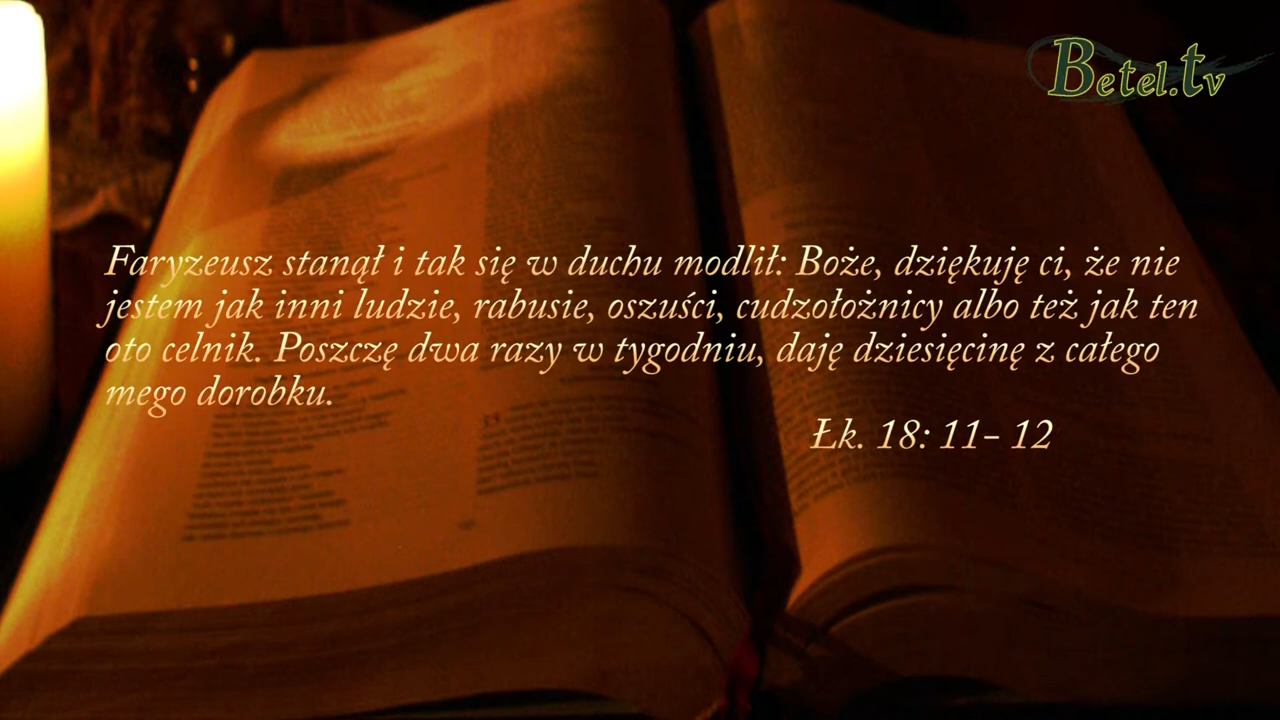 Betel.tv
Faryzeusz stanął i tak się w duchu modlił: Boże, dziękuję ci, że nie
jestem jak inni ludzie, rabusie, oszuści, cudzołożnicy albo też jak ten
oto celnik. Poszczę dwa razy w tygodniu, daję dziesięcinę z całego
mego dorobku.
Łk. 18: 11- 12